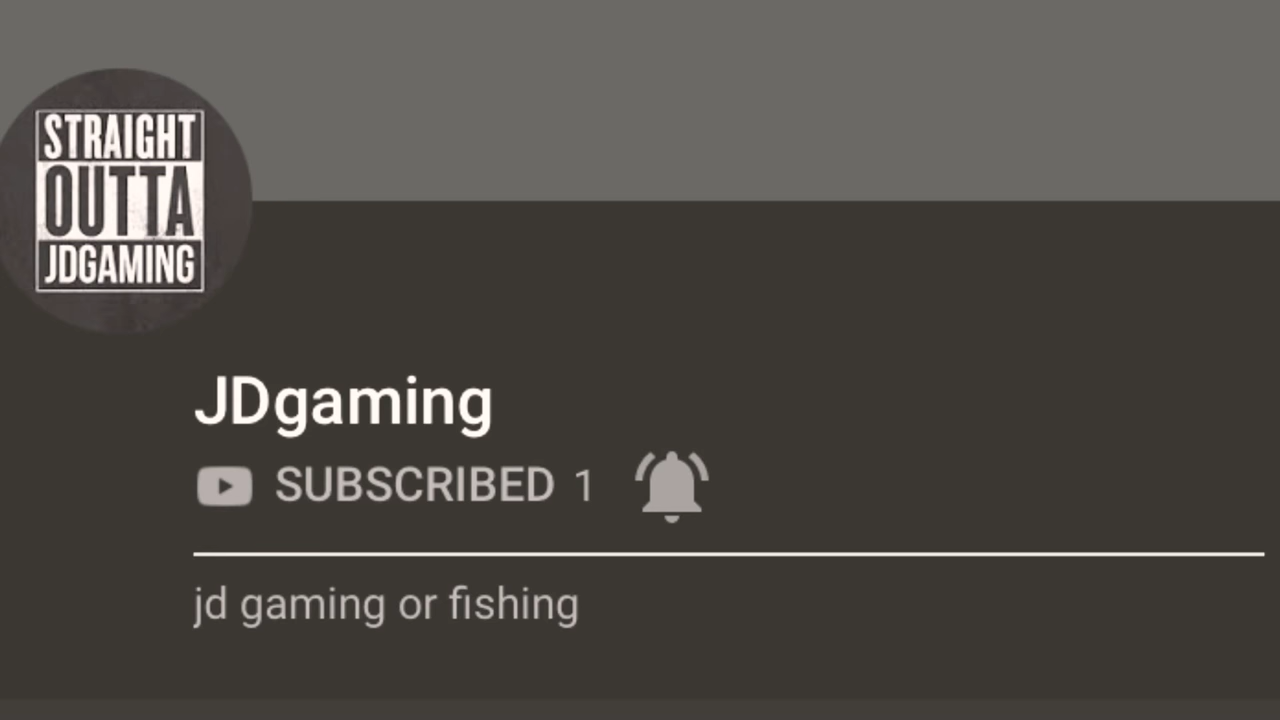 STRAIGHT
OUTTA
JDGAMING
JDgaming
SUBSCRIBED 1
jd gaming or fishing